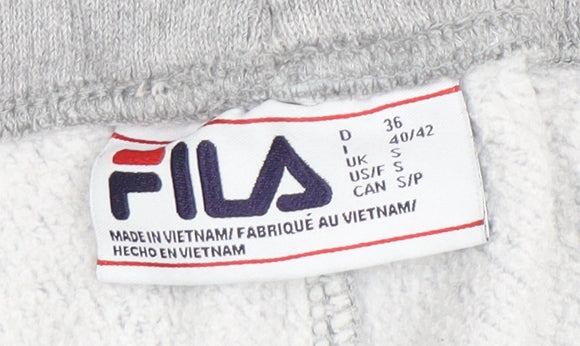 FILA
D 36
I 40/42
UK S
US/F S
CAN S/P
MADE IN VIETNAM/ FABRIQUÉ AU VIETNAM/
HECHO EN VIETNAM